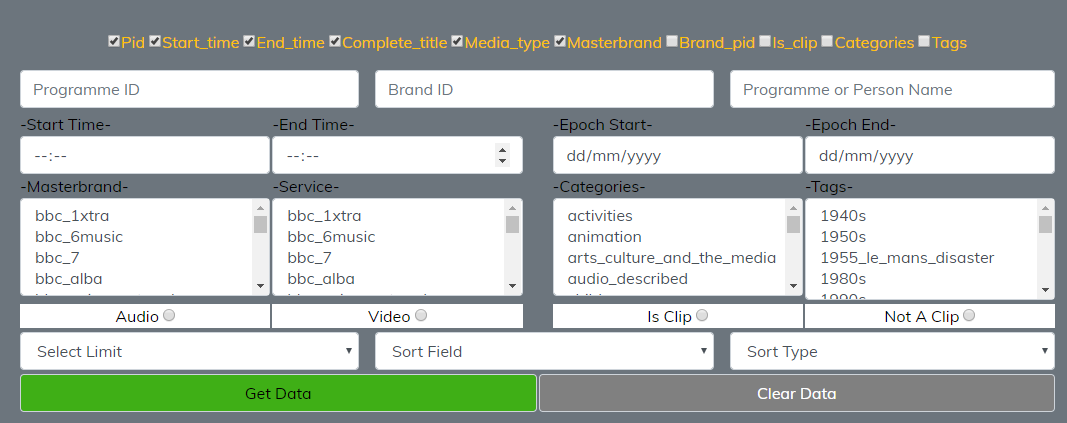 Pid Start_time End_time Complete_title Media_type Masterbrand Brand_pid Is_clip Categories Tags
Programme ID Brand ID Programme or Person Name
-Start Time- -End Time- -Epoch Start- -Epoch End-
--:-- --:-- dd/mm/yyyy dd/mm/yyyy
-Masterbrand- -Service- -Categories- -Tags-
bbc_1xtra bbc_1xtra activities 1940s
bbc_6music bbc_6music animation 1950s
bbc_7 bbc_7 arts_culture_and_the_media 1955_le_mans_disaster
bbc_alba bbc_alba audio_described 1980s
Audio Video Is Clip Not A Clip
Select Limit Sort Field Sort Type
Get Data Clear Data